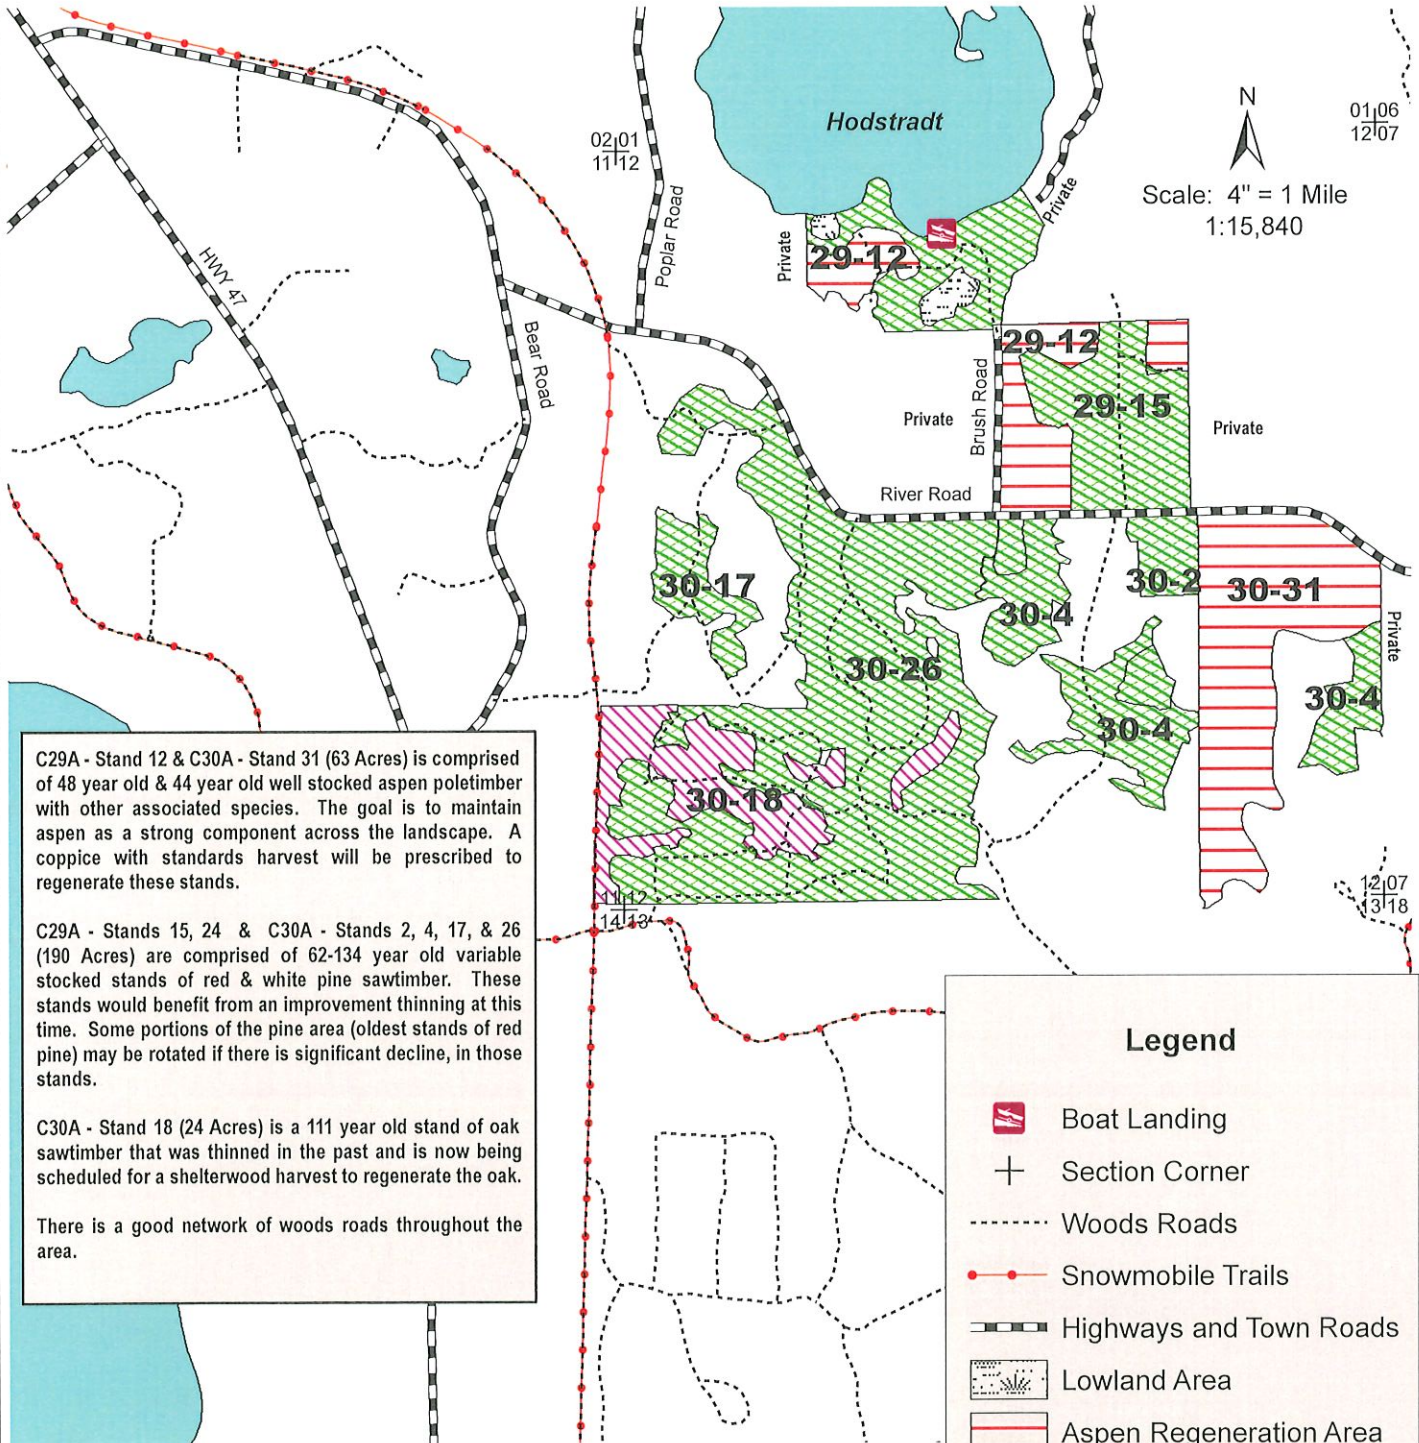 Hodstradt
N
Scale: 4" = 1 Mile
1:15,840
02 01
11 12
01 06
12 07
Poplar Road
Private
Private
29-12
HWY 47
Bear Road
29-12
29-15
Private
Brush Road
Private
River Road
30-17
30-4
30-2
30-31
Private
30-26
30-4
30-4
30-18
11 12
14 13
12 07
13 18
C29A - Stand 12 & C30A - Stand 31 (63 Acres) is comprised
of 48 year old & 44 year old well stocked aspen poletimber
with other associated species. The goal is to maintain
aspen as a strong component across the landscape. A
coppice with standards harvest will be prescribed to
regenerate these stands.
C29A - Stands 15, 24 & C30A - Stands 2, 4, 17, & 26
(190 Acres) are comprised of 62-134 year old variable
stocked stands of red & white pine sawtimber. These
stands would benefit from an improvement thinning at this
time. Some portions of the pine area (oldest stands of red
pine) may be rotated if there is significant decline, in those
stands.
C30A - Stand 18 (24 Acres) is a 111 year old stand of oak
sawtimber that was thinned in the past and is now being
scheduled for a shelterwood harvest to regenerate the oak.
There is a good network of woods roads throughout the
area.
Legend
Boat Landing
Section Corner
Woods Roads
Snowmobile Trails
Highways and Town Roads
Lowland Area
Aspen Regeneration Area